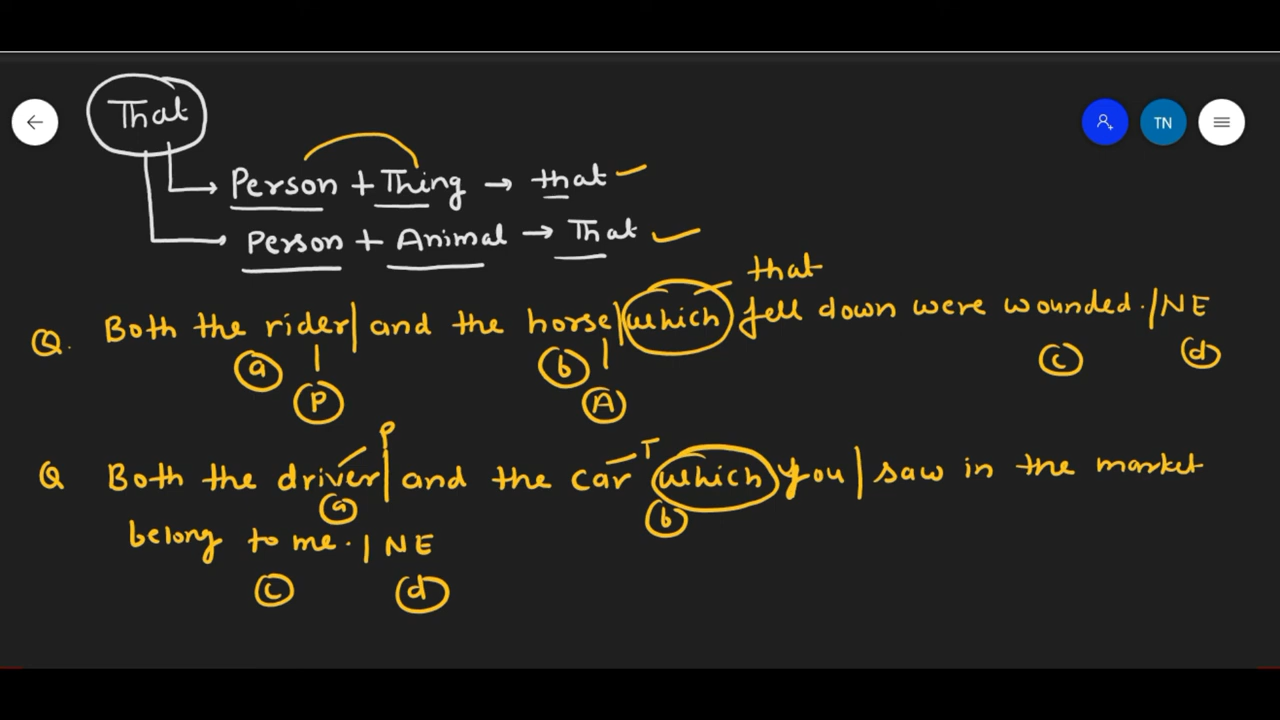 TN
That
Person + Thing → that
Person + Animal → That
that
Q. Both the rider| and the horse| which fell down were wounded. | NE
a b c d
P A
P T
Q Both the driver| and the car which you| saw in the market
a b
belong to me. | NE
c d